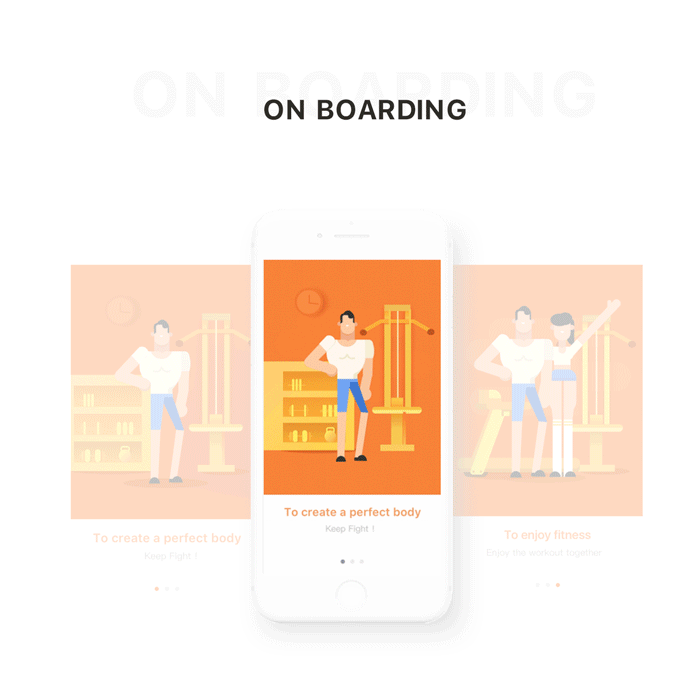 ON BOARDING
ON BOARDING
To create a perfect body
Keep Fight !
To create a perfect body
Keep Fight !
To enjoy fitness
Enjoy the workout together